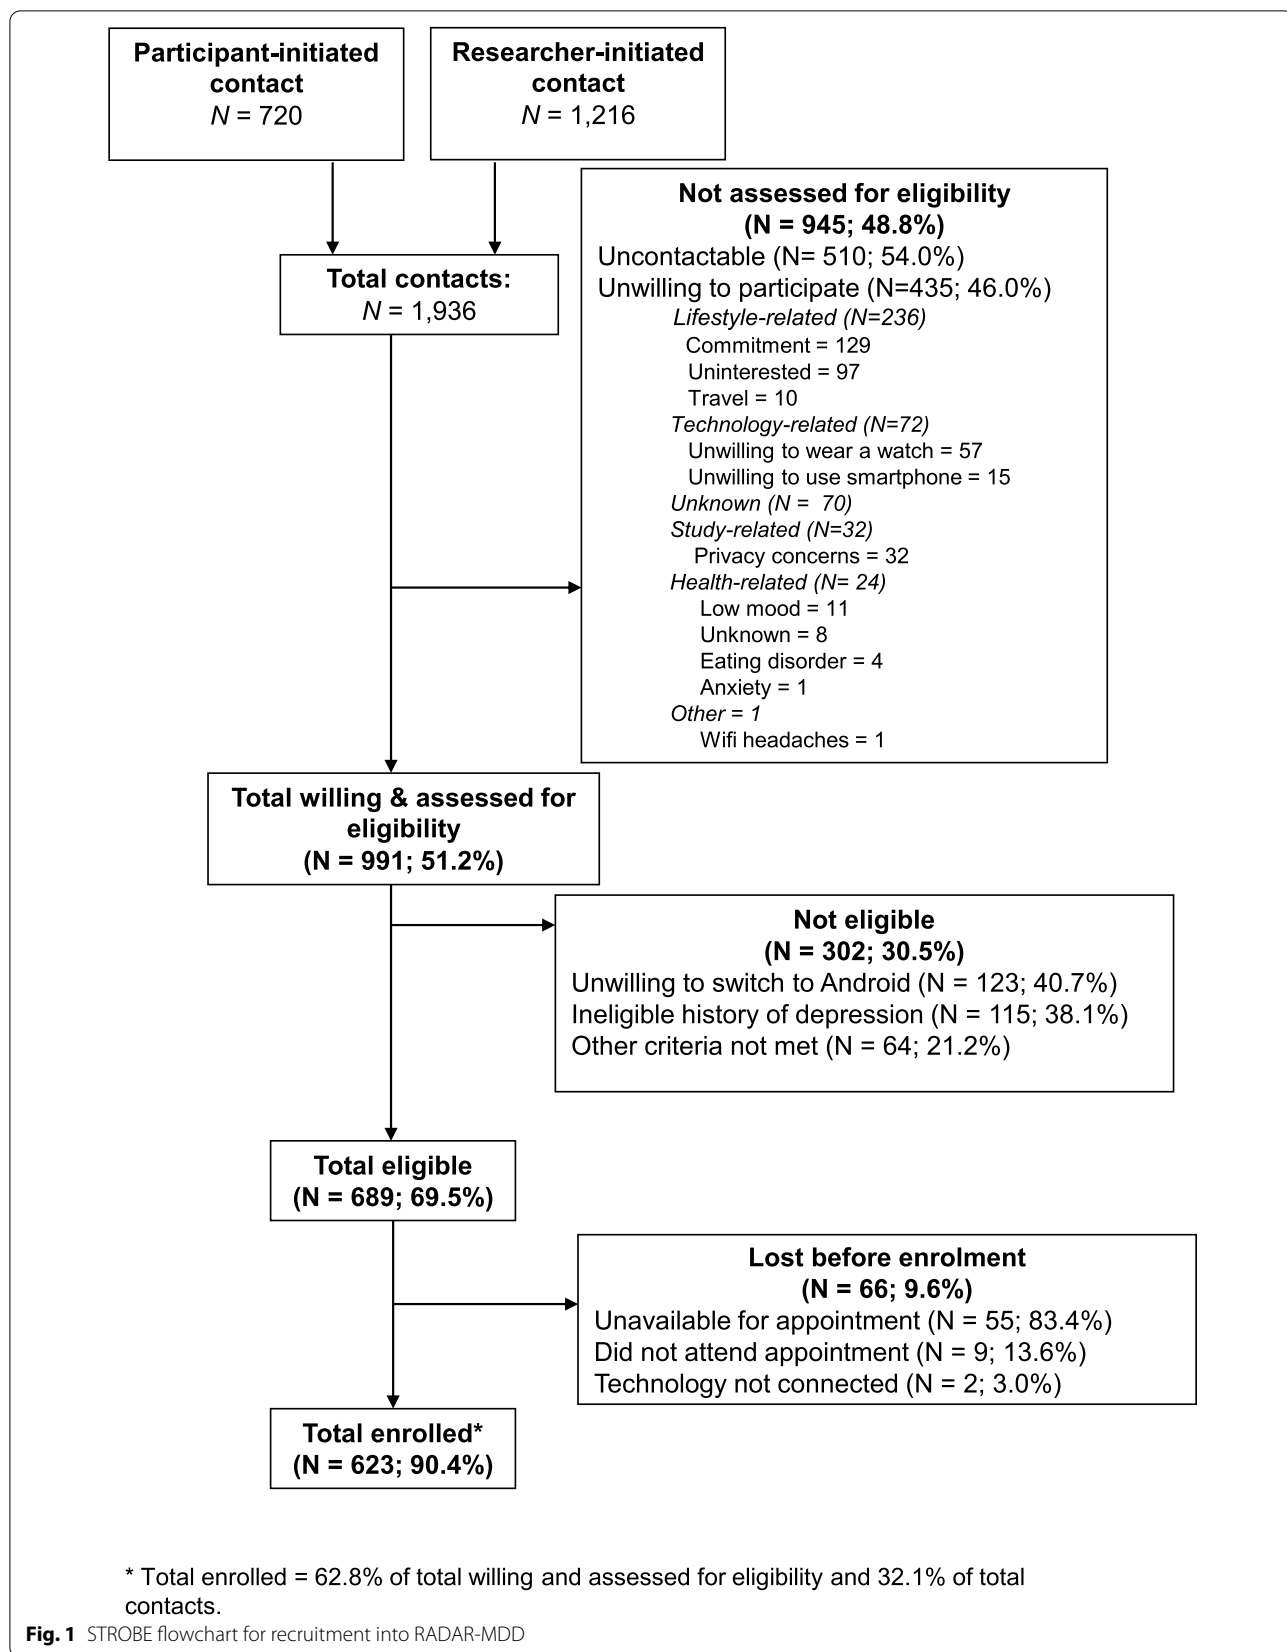 Participant-initiated
contact
N = 720
Researcher-initiated
contact
N = 1,216
Total contacts:
N = 1,936
Not assessed for eligibility
(N = 945; 48.8%)
Uncontactable (N= 510; 54.0%)
Unwilling to participate (N=435; 46.0%)
Lifestyle-related (N=236)
Commitment = 129
Uninterested = 97
Travel = 10
Technology-related (N=72)
Unwilling to wear a watch = 57
Unwilling to use smartphone = 15
Unknown (N =  70)
Study-related (N=32)
Privacy concerns = 32
Health-related (N= 24)
Low mood = 11
Unknown = 8
Eating disorder = 4
Anxiety = 1
Other = 1
Wifi headaches = 1
Total willing & assessed for
eligibility
(N = 991; 51.2%)
Not eligible
(N = 302; 30.5%)
Unwilling to switch to Android (N = 123; 40.7%)
Ineligible history of depression (N = 115; 38.1%)
Other criteria not met (N = 64; 21.2%)
Total eligible
(N = 689; 69.5%)
Lost before enrolment
(N = 66; 9.6%)
Unavailable for appointment (N = 55; 83.4%)
Did not attend appointment (N = 9; 13.6%)
Technology not connected (N = 2; 3.0%)
Total enrolled*
(N = 623; 90.4%)
* Total enrolled = 62.8% of total willing and assessed for eligibility and 32.1% of total
contacts.
Fig. 1 STROBE flowchart for recruitment into RADAR-MDD